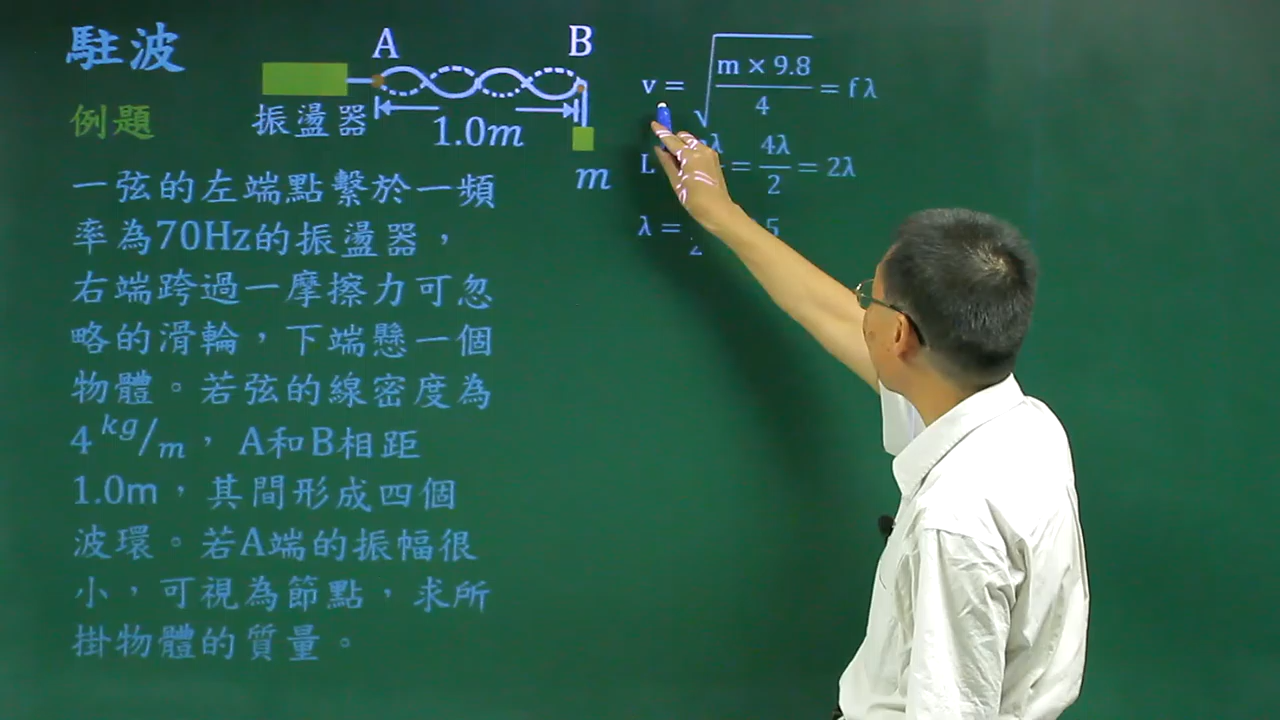 駐波
例題
A
B
振盪器
1.0m
m
一弦的左端點繫於一頻
率為70Hz的振盪器，
右端跨過一摩擦力可忽
略的滑輪，下端懸一個
物體。若弦的線密度為
4 kg/m，A和B相距
1.0m，其間形成四個
波環。若A端的振幅很
小，可視為節點，求所
掛物體的質量。
v = √(m × 9.8 / 4) = fλ
L λ = 4λ/2 = 2λ
λ = 2 5